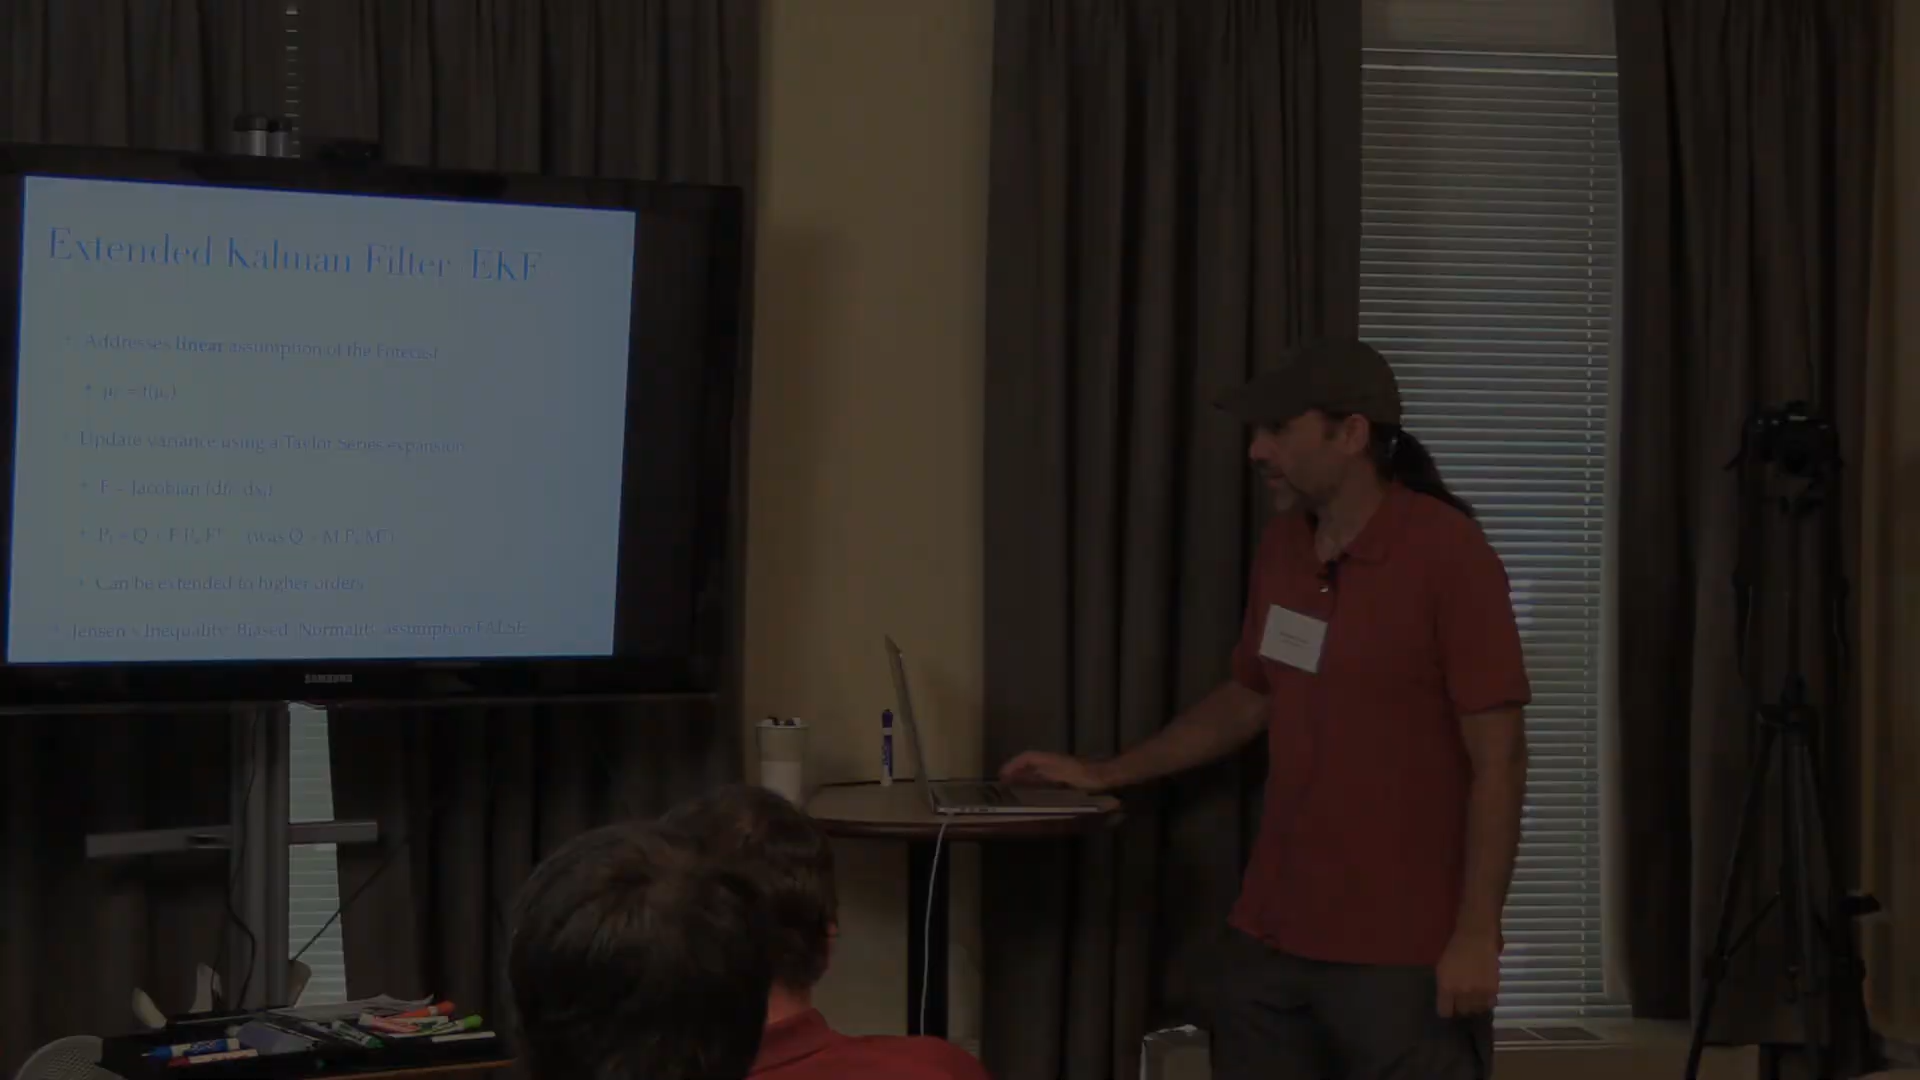 Extended Kalman Filter EKF
• Addresses linear assumption of the Forecast
• Update variance using a Taylor Series expansion
• F = Jacobian
• Can be extended to higher orders
• Jensen's Inequality: Biased, Normality assumption FALSE
SAMSUNG